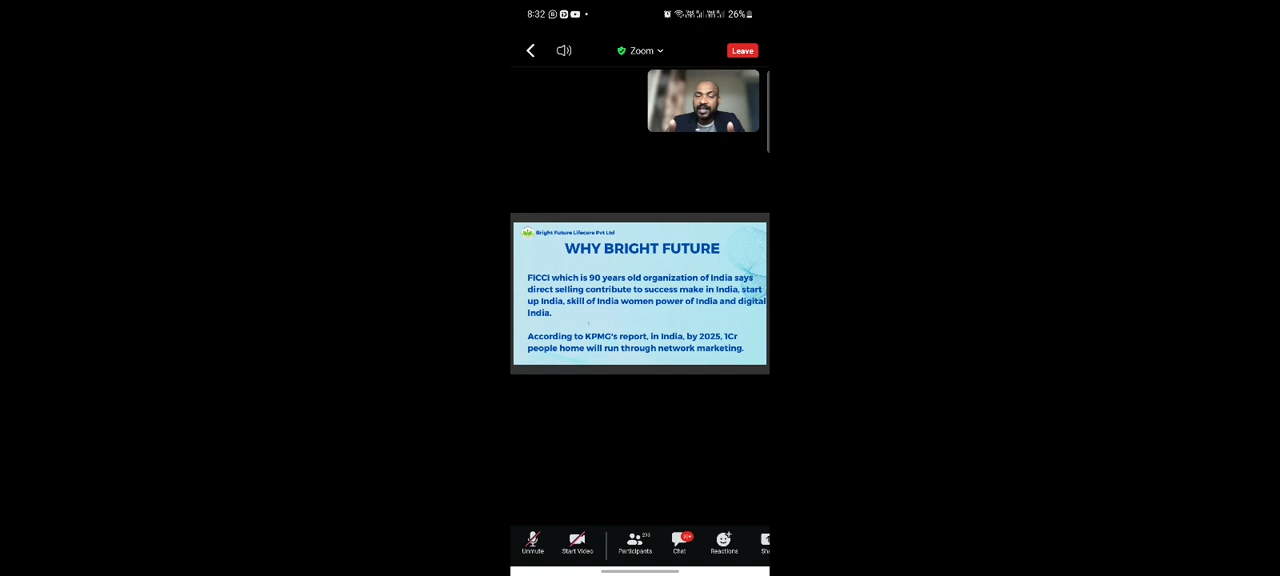 8:32 26%
Zoom
Leave
Bright Future Lifecare Pvt Ltd
WHY BRIGHT FUTURE
FICCI which is 90 years old organization of India says
direct selling contribute to success make in India, start
up India, skill of India women power of India and digital
India.
According to KPMG's report, in India, by 2025, 1Cr
people home will run through network marketing.
Unmute Start Video Participants Chat Reactions